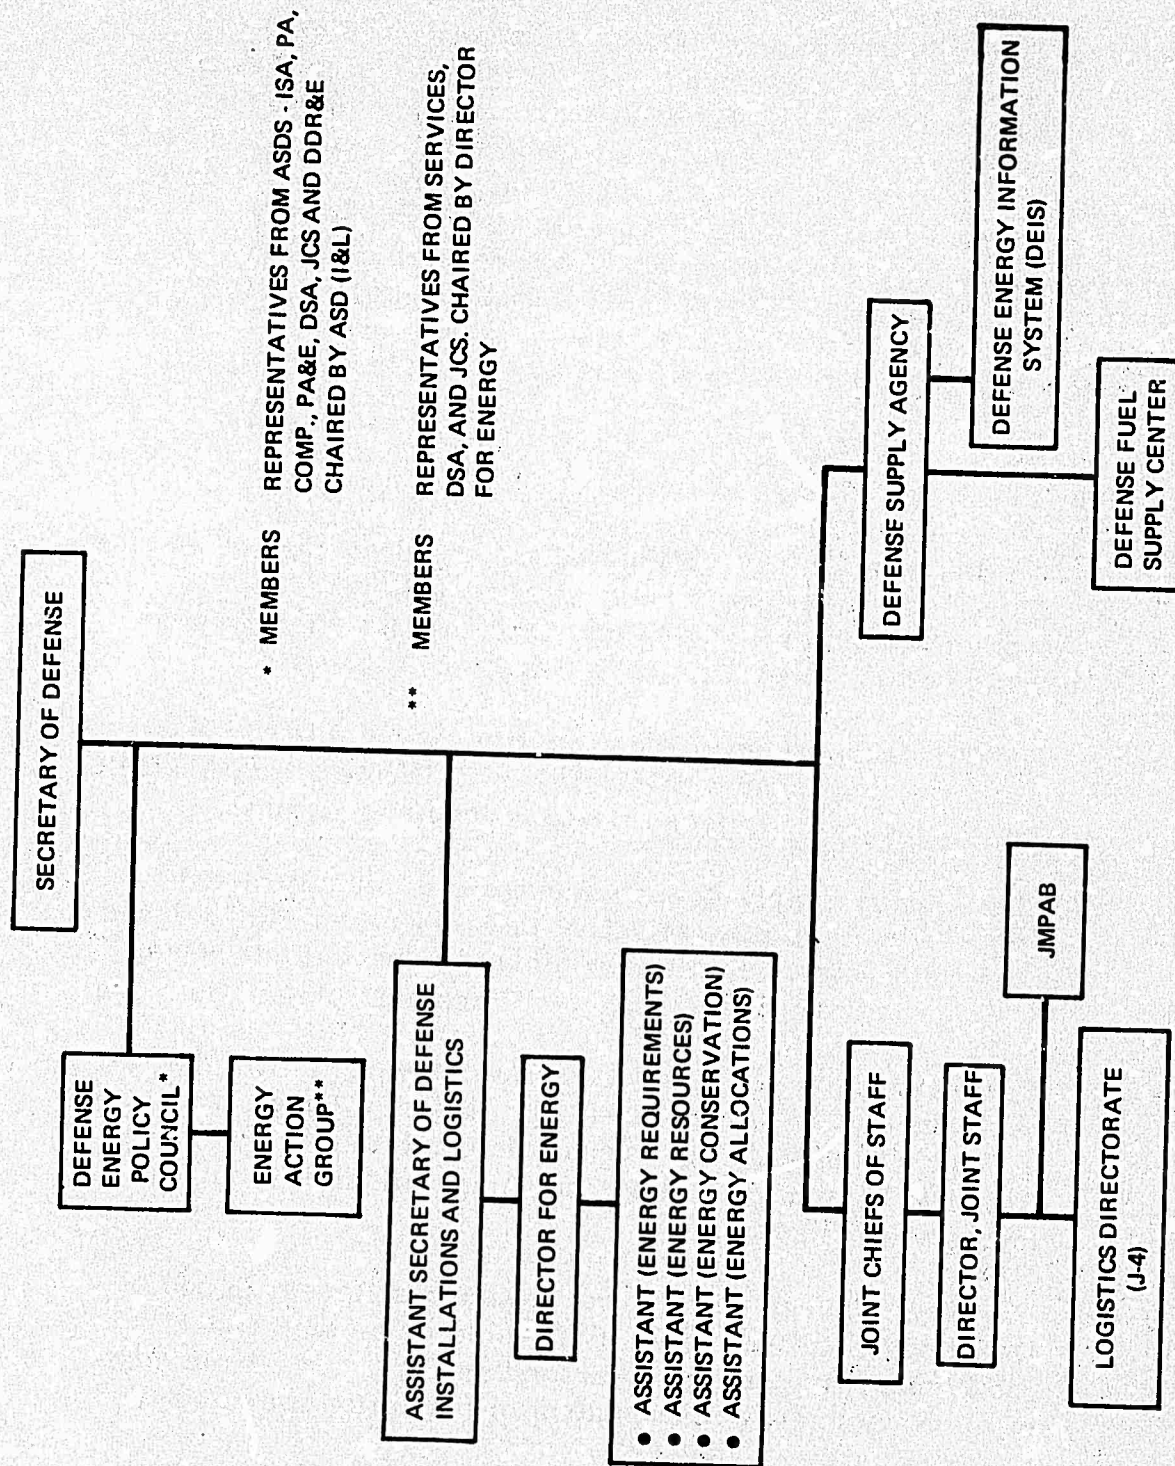 SECRETARY OF DEFENSE
DEFENSE
ENERGY
POLICY
COUNCIL*
ENERGY
ACTION
GROUP**
* MEMBERS REPRESENTATIVES FROM ASDS - ISA, PA,
COMP., PA&E, DSA, JCS AND DDR&E
CHAIRED BY ASD (I&L)
** MEMBERS REPRESENTATIVES FROM SERVICES,
DSA, AND JCS. CHAIRED BY DIRECTOR
FOR ENERGY
ASSISTANT SECRETARY OF DEFENSE
INSTALLATIONS AND LOGISTICS
DIRECTOR FOR ENERGY
● ASSISTANT (ENERGY REQUIREMENTS)
● ASSISTANT (ENERGY RESOURCES)
● ASSISTANT (ENERGY CONSERVATION)
● ASSISTANT (ENERGY ALLOCATIONS)
JOINT CHIEFS OF STAFF
DIRECTOR, JOINT STAFF
JMPAB
LOGISTICS DIRECTORATE
(J-4)
DEFENSE SUPPLY AGENCY
DEFENSE ENERGY INFORMATION
SYSTEM (DEIS)
DEFENSE FUEL
SUPPLY CENTER